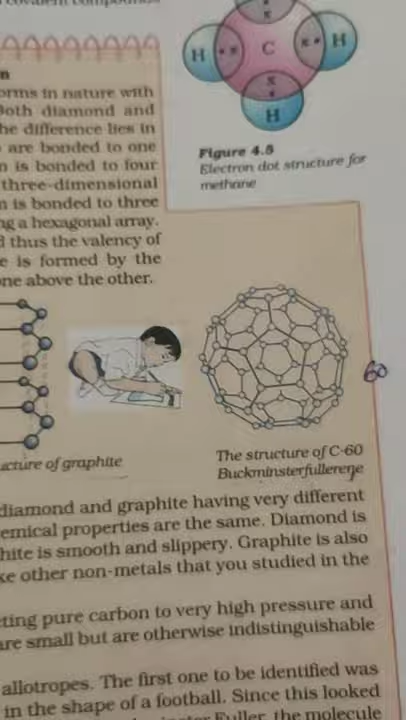 H
C
H
H
Figure 4.5
Electron dot structure for
methane
n
orms in nature with
Both diamond and
he difference lies in
are bonded to one
n is bonded to four
three-dimensional
n is bonded to three
ng a hexagonal array.
d thus the valency of
e is formed by the
one above the other.
60
ucture of graphite
The structure of C-60
Buckminsterfullerene
diamond and graphite having very different
emical properties are the same. Diamond is
hite is smooth and slippery. Graphite is also
ke other non-metals that you studied in the
cting pure carbon to very high pressure and
are small but are otherwise indistinguishable
allotropes. The first one to be identified was
in the shape of a football. Since this looked
Fuller, the molecule